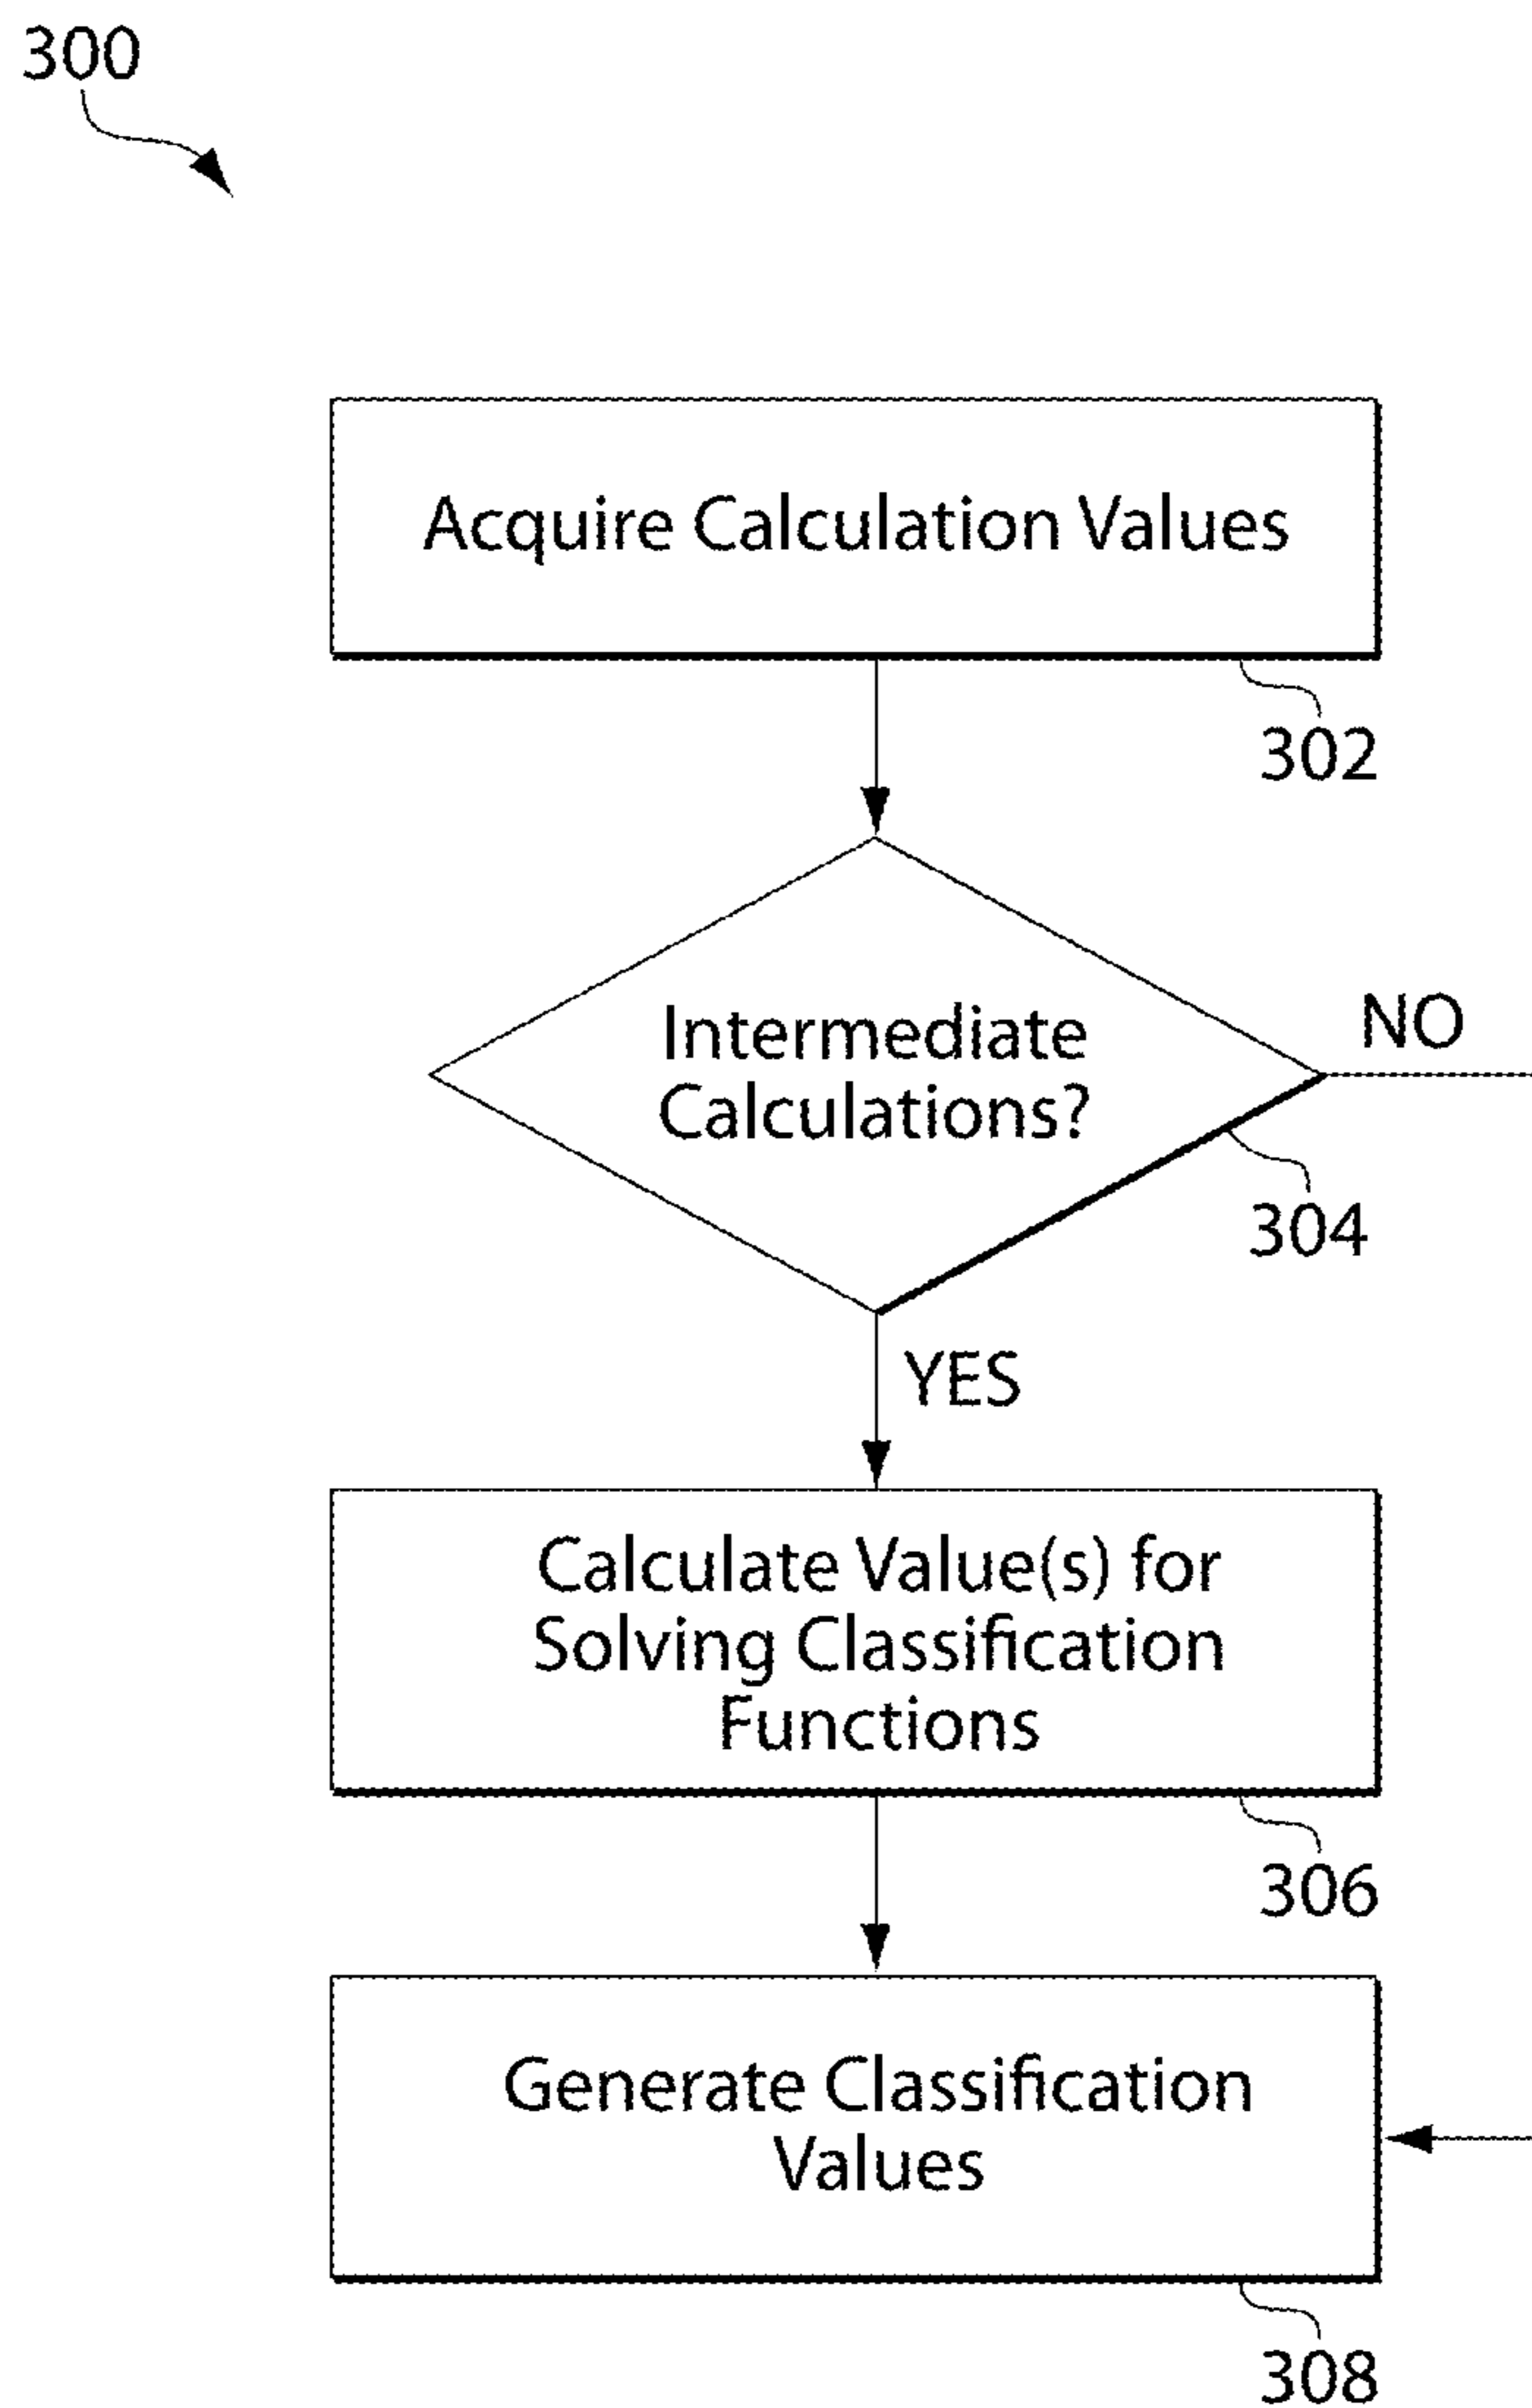 300
Acquire Calculation Values
302
Intermediate
Calculations?
NO
304
YES
Calculate Value(s) for
Solving Classification
Functions
306
Generate Classification
Values
308